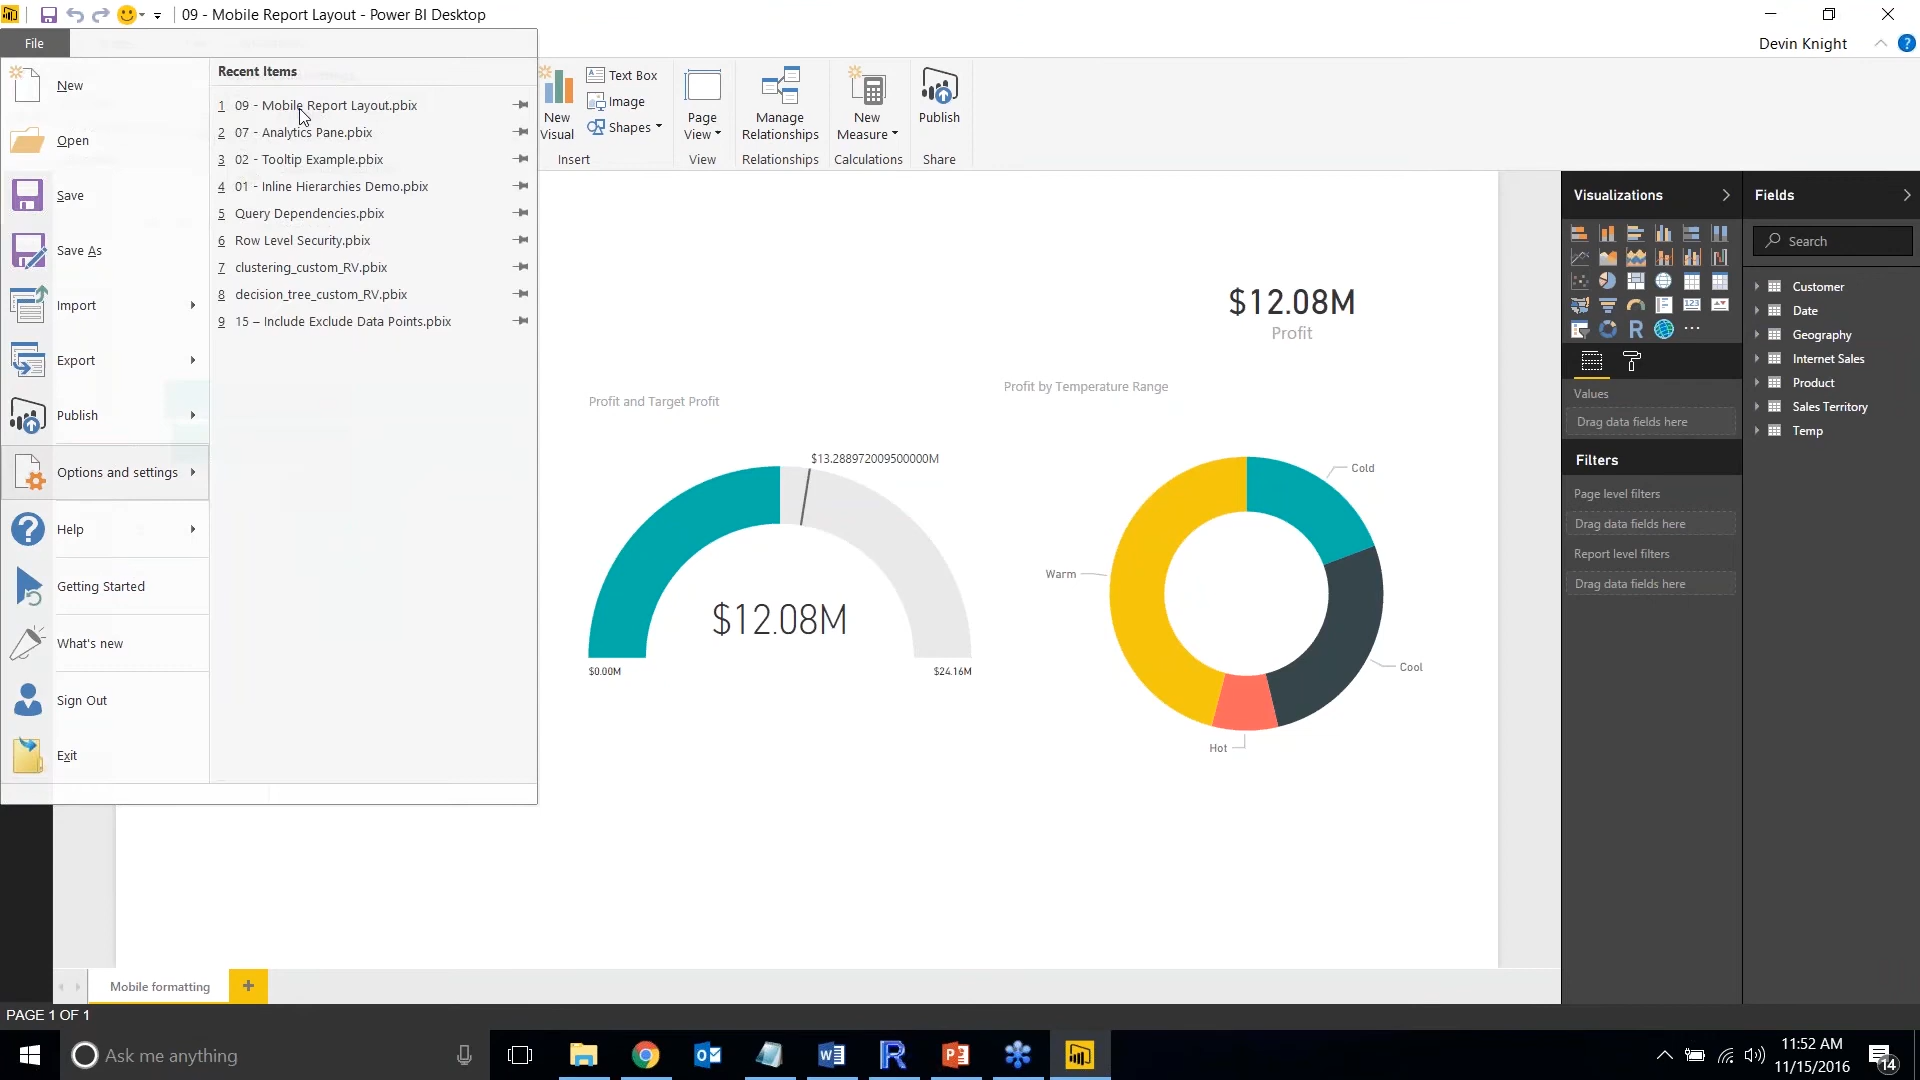 09 - Mobile Report Layout - Power BI Desktop
File
Devin Knight
?
New
Open
Save
Save As
Import
Export
Publish
Options and settings
Help
Getting Started
What's new
Sign Out
Exit
Recent Items
1 09 - Mobile Report Layout.pbix
2 07 - Analytics Pane.pbix
3 02 - Tooltip Example.pbix
4 01 - Inline Hierarchies Demo.pbix
5 Query Dependencies.pbix
6 Row Level Security.pbix
7 clustering_custom_RV.pbix
8 decision_tree_custom_RV.pbix
9 15 – Include Exclude Data Points.pbix
New
Visual
Text Box
Image
Shapes
Insert
Page
View
View
Manage
Relationships
Relationships
New
Measure
Calculations
Publish
Share
$12.08M
Profit
Profit and Target Profit
$13.288972009500000M
$12.08M
$0.00M
$24.16M
Profit by Temperature Range
Cold
Warm
Cool
Hot
Visualizations
R
123
Values
Drag data fields here
Filters
Page level filters
Drag data fields here
Report level filters
Drag data fields here
Fields
Search
Customer
Date
Geography
Internet Sales
Product
Sales Territory
Temp
Mobile formatting
+
PAGE 1 OF 1
Ask me anything
11:52 AM
11/15/2016
14